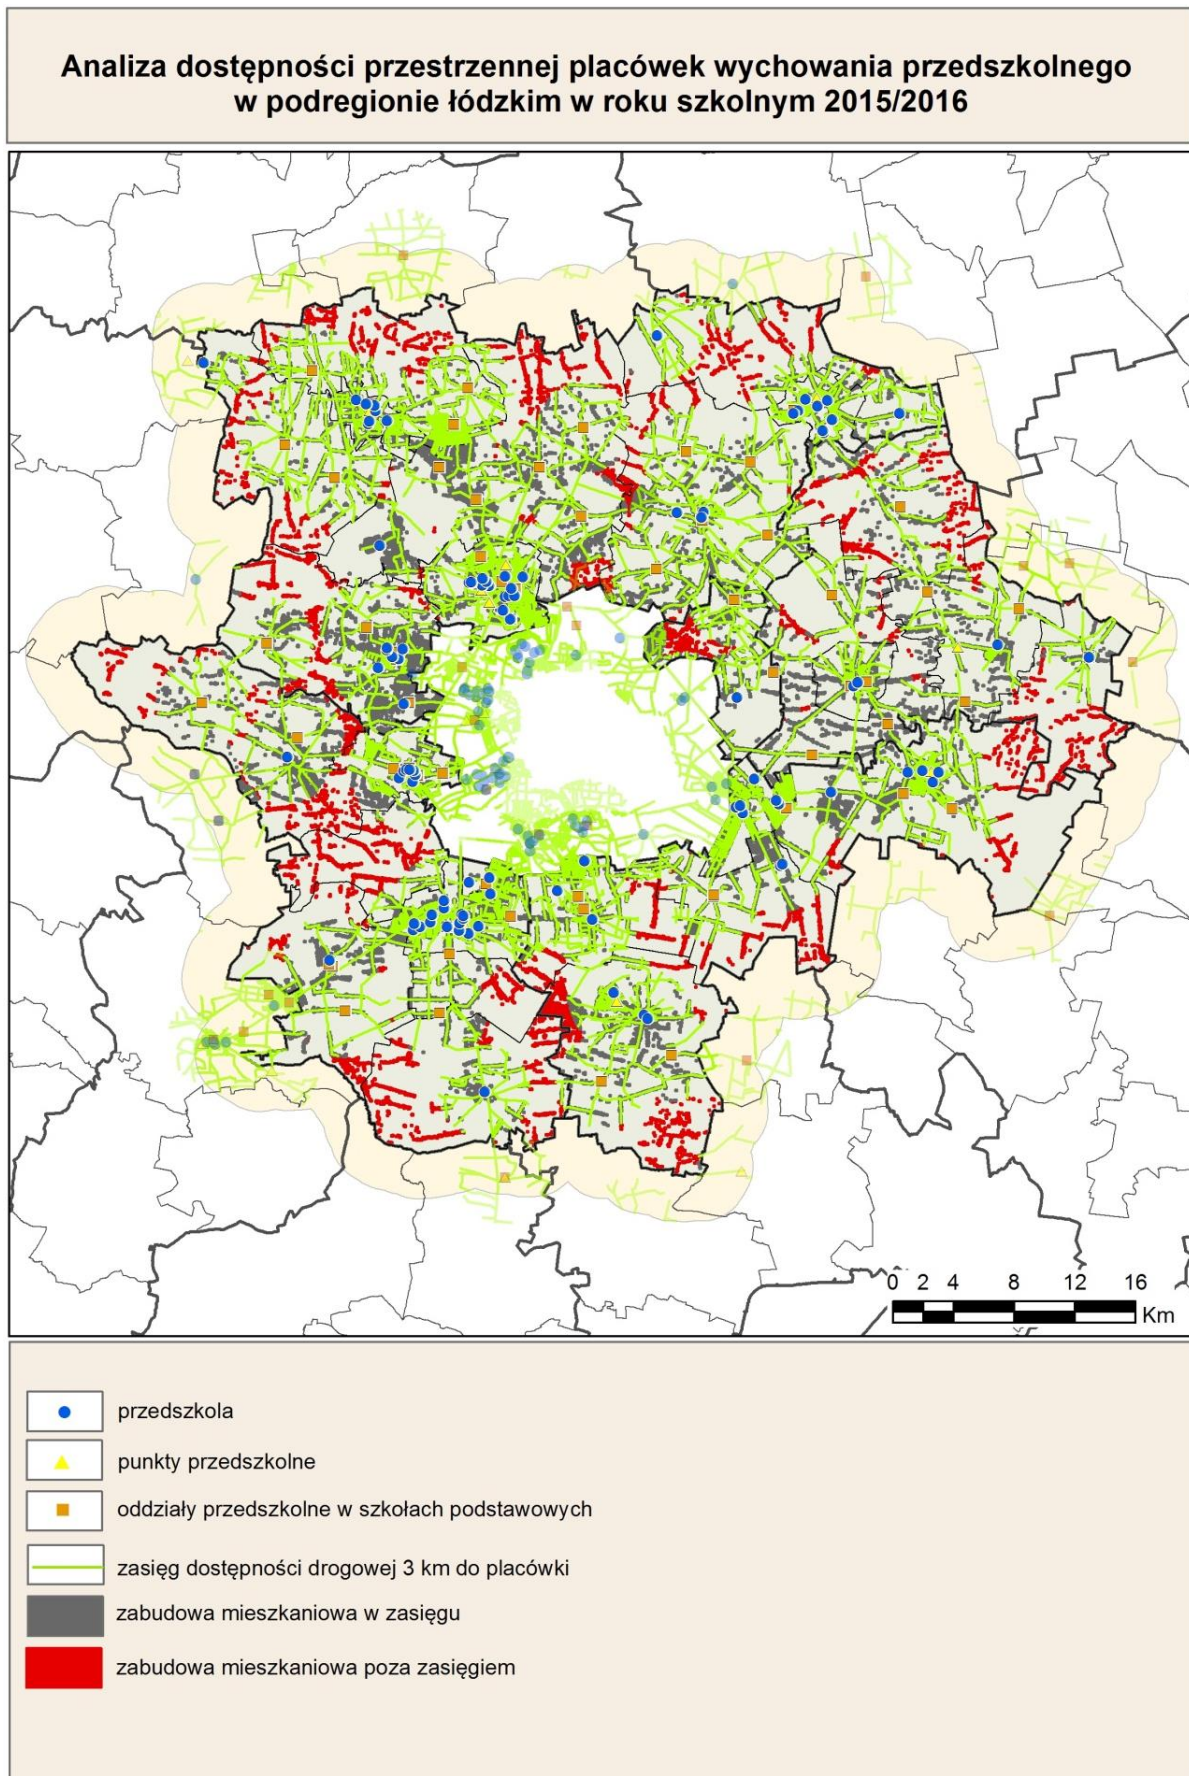 Analiza dostępności przestrzennej placówek wychowania przedszkolnego
w podregionie łódzkim w roku szkolnym 2015/2016
0 2 4 8 12 16
Km
przedszkola
punkty przedszkolne
oddziały przedszkolne w szkołach podstawowych
zasięg dostępności drogowej 3 km do placówki
zabudowa mieszkaniowa w zasięgu
zabudowa mieszkaniowa poza zasięgiem